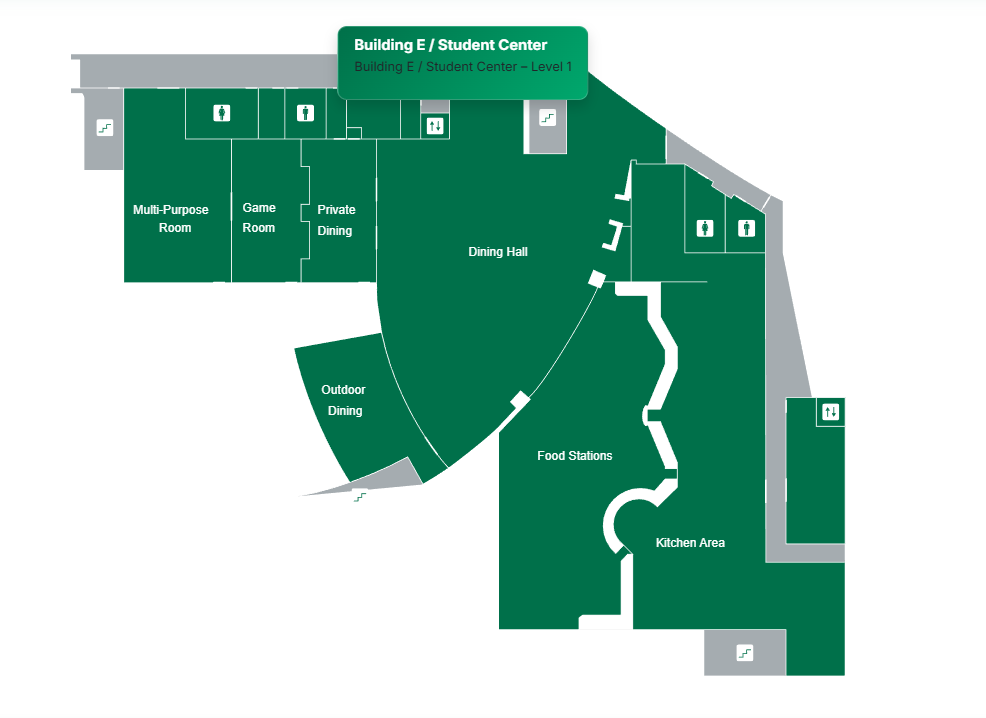 Building E / Student Center
Building E / Student Center – Level 1
Multi-Purpose
Room
Game
Room
Private
Dining
Dining Hall
Outdoor
Dining
Food Stations
Kitchen Area